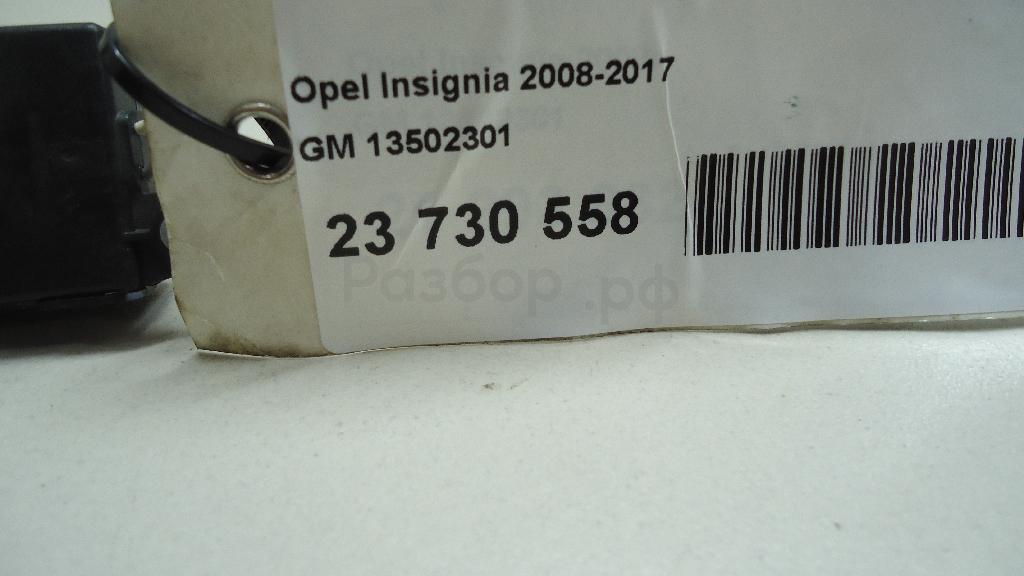 Opel Insignia 2008-2017
GM 13502301
23 730 558
Разбор.рф